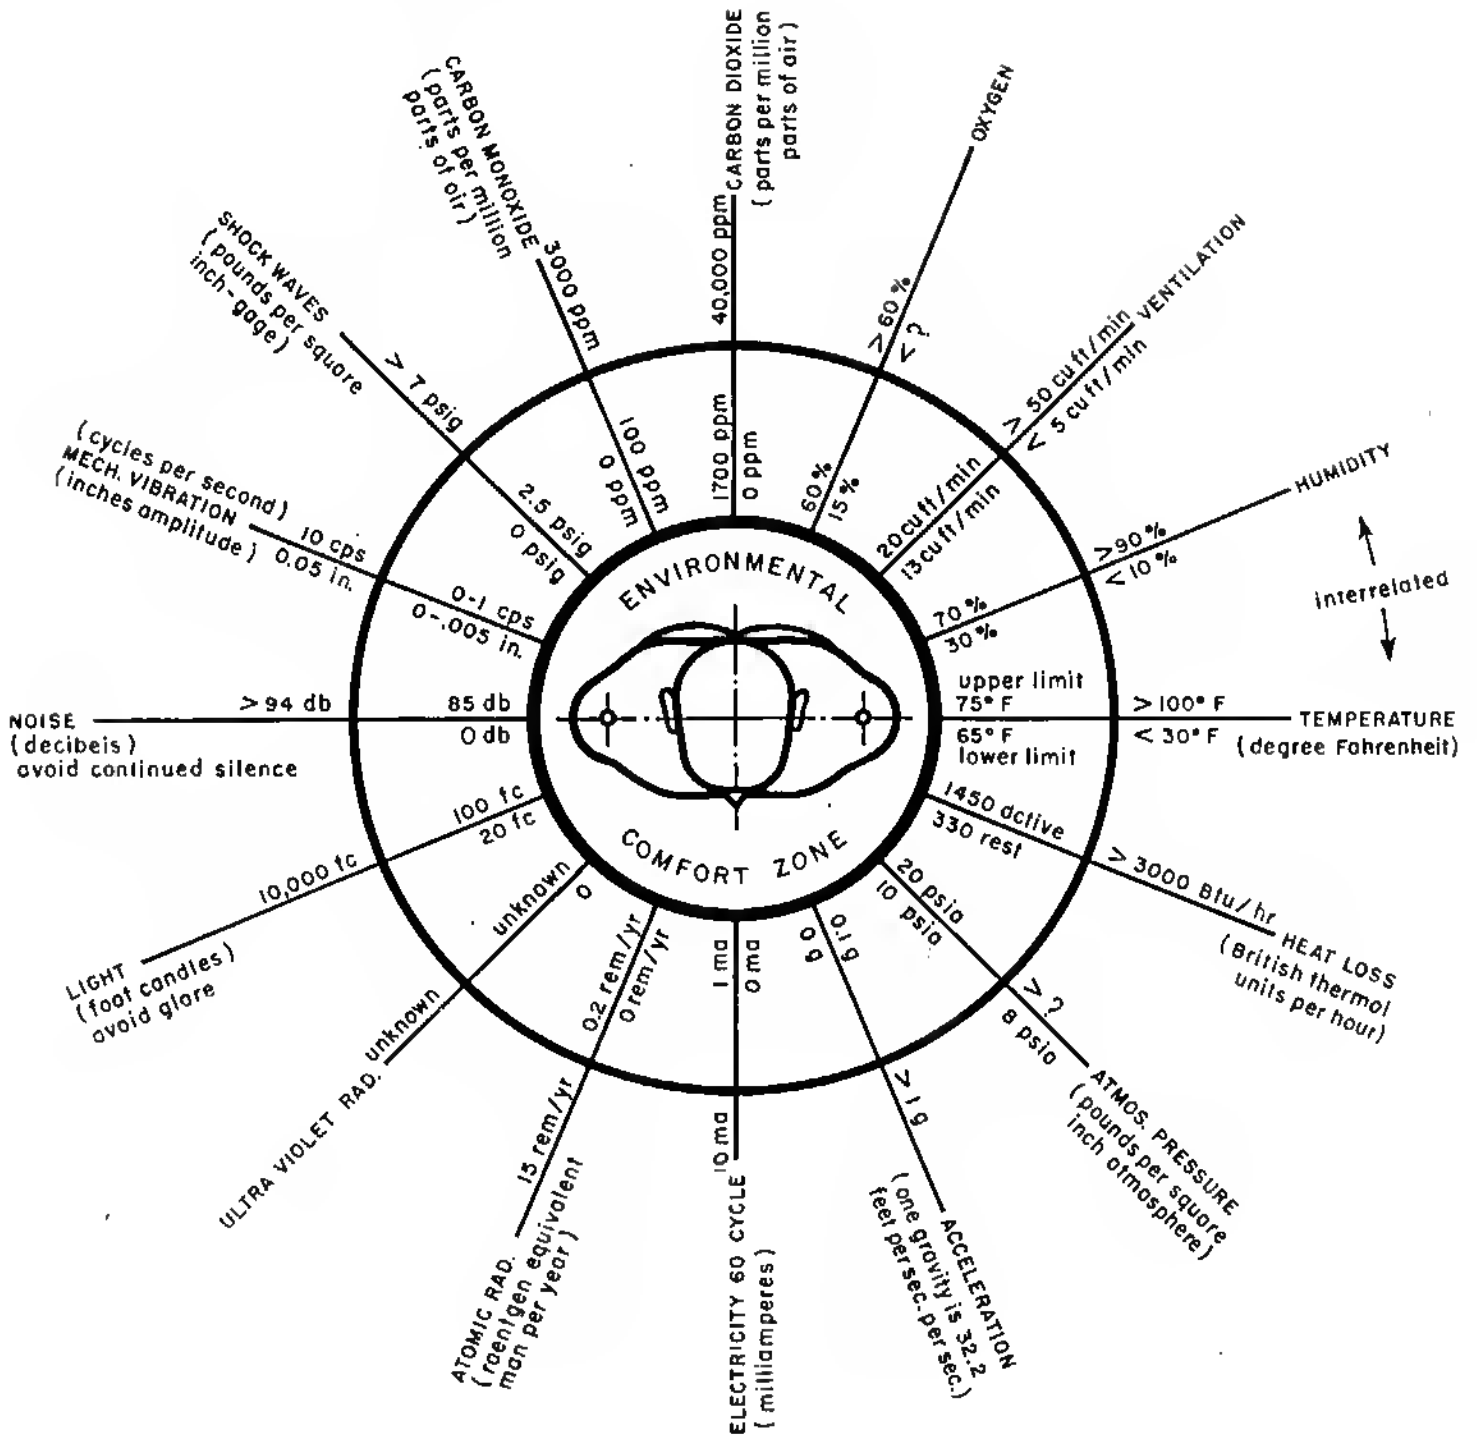 CARBON DIOXIDE
(parts per million
parts of air)
40,000 ppm
1700 ppm
0 ppm
OXYGEN
> 60%
< ?
60%
15%
VENTILATION
> 50 cu ft/min
< 5 cu ft/min
20 cu ft/min
13 cu ft/min
HUMIDITY
>90%
<10%
70%
30%
interrelated
upper limit
75° F
65° F
lower limit
>100° F
< 30° F
TEMPERATURE
(degree Fahrenheit)
1450 active
330 rest
> 3000 Btu/hr
HEAT LOSS
(British thermol
units per hour)
20 psia
10 psia
> ?
8 psia
ATMOS. PRESSURE
(pounds per square
inch atmosphere)
0.1 g
0 g
> 1 g
ACCELERATION
(one gravity is 32.2
feet per sec. per sec.)
1 ma
0 ma
10 ma
ELECTRICITY 60 CYCLE
(milliamperes)
0.2 rem/yr
0 rem/yr
15 rem/yr
ATOMIC RAD.
(raentgen equivalent
man per year)
unknown
0
unknown
ULTRA VIOLET RAD.
100 fc
20 fc
10,000 fc
LIGHT
(foot candles)
avoid glare
85 db
0 db
> 94 db
NOISE
(decibels)
avoid continued silence
0-1 cps
0-.005 in.
10 cps
0.05 in.
(cycles per second)
MECH. VIBRATION
(inches amplitude)
2.5 psig
0 psig
> 7 psig
SHOCK WAVES
(pounds per square
inch-gage)
100 ppm
0 ppm
3000 ppm
CARBON MONOXIDE
(parts per million
parts of air)
ENVIRONMENTAL
COMFORT ZONE